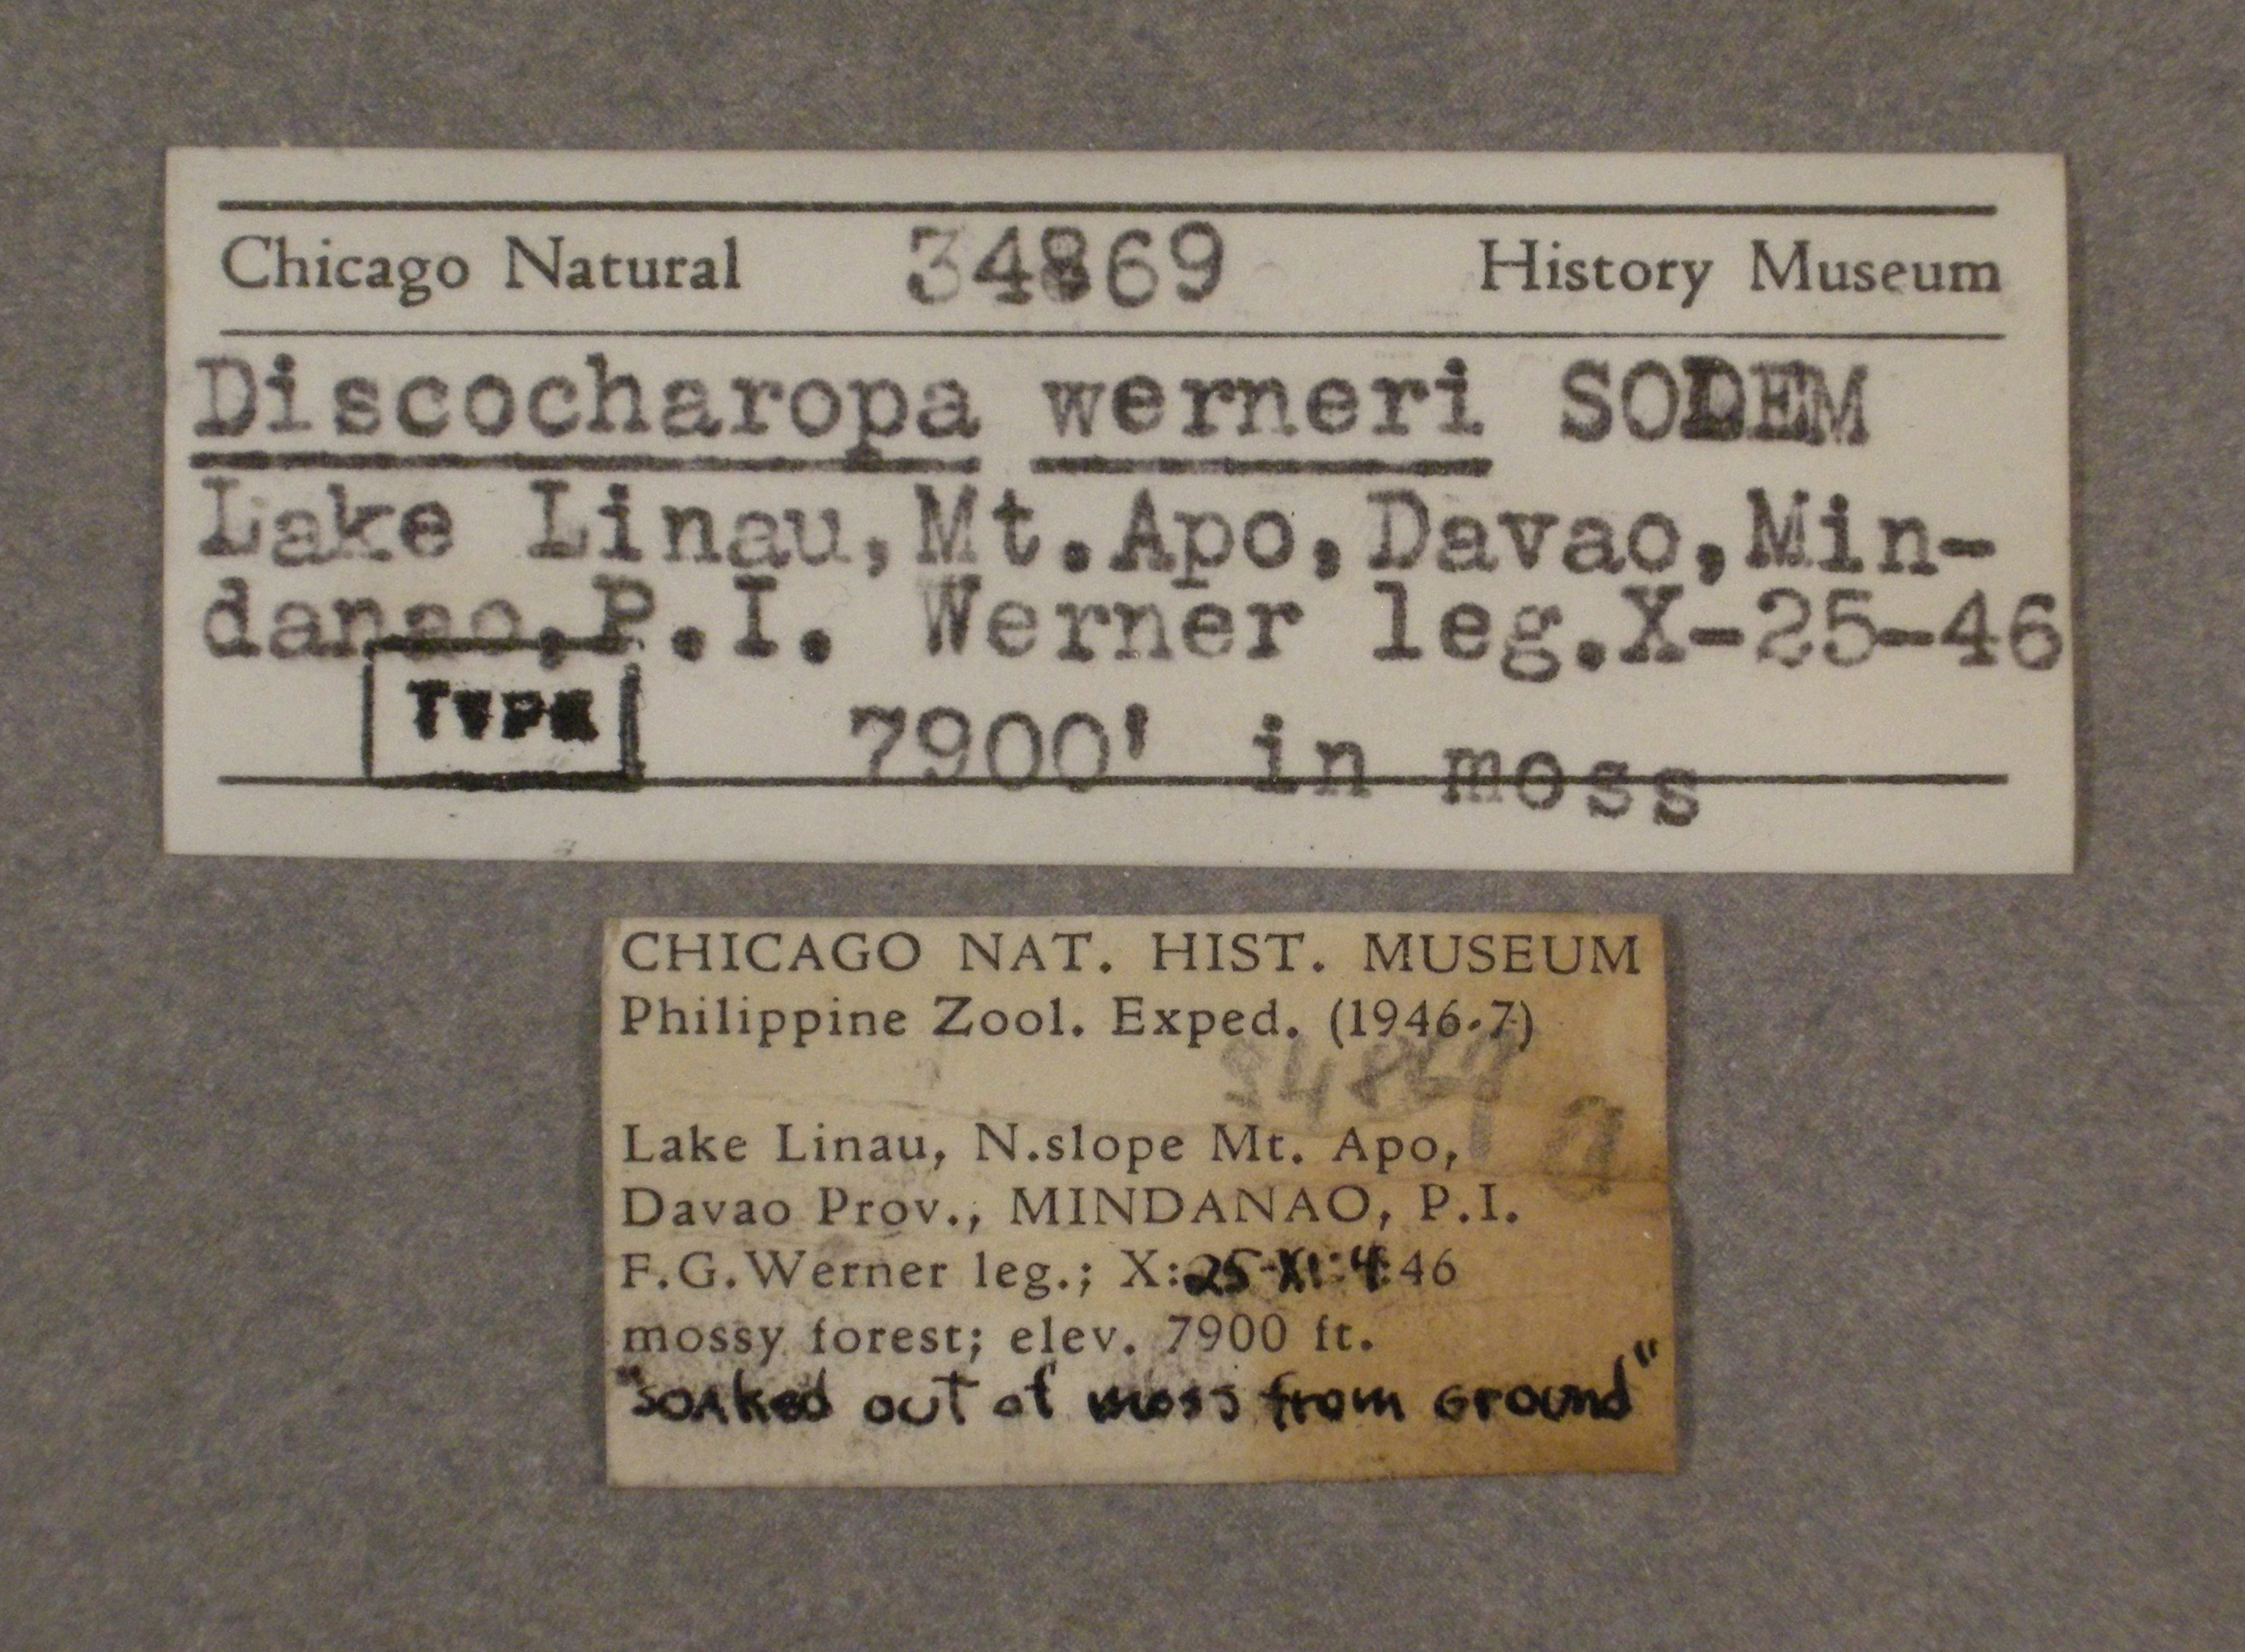 Chicago Natural 34869 History Museum
Discocharopa werneri SOLEM
Lake Linau,Mt.Apo,Davao,Min-
danao,P.I. Werner leg.X-25-46
TYPE 7900' in moss
CHICAGO NAT. HIST. MUSEUM
Philippine Zool. Exped. (1946-7)
34869
a
Lake Linau, N.slope Mt. Apo,
Davao Prov., MINDANAO, P.I.
F.G.Werner leg.; X:25-XI:4:46
mossy forest; elev. 7900 ft.
"soaked out of moss from ground"